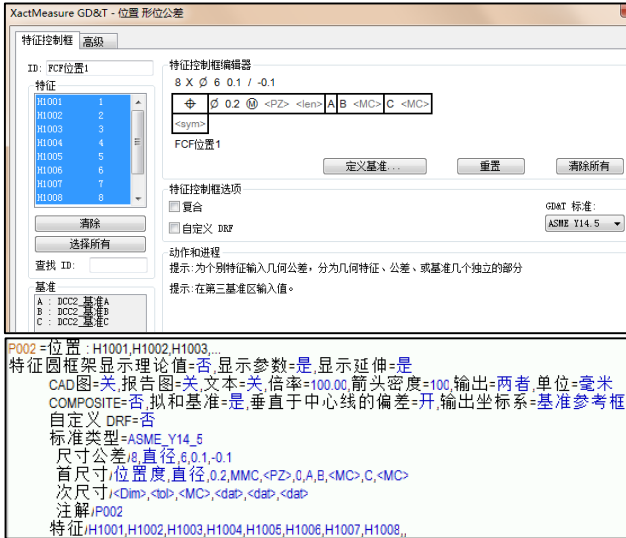 XactMeasure GD&T - 位置 形位公差
特征控制框 高级
ID: FCF位置1
特征
H1001 1
H1002 2
H1003 3
H1004 4
H1005 5
H1006 6
H1007 7
H1008 8
清除
选择所有
查找 ID:
基准
A : DCC2_基准A
B : DCC2_基准B
C : DCC2_基准C
特征控制框编辑器
8 X Ø 6 0.1 / -0.1
⌖ Ø 0.2 Ⓜ <PZ> <len> A B <MC> C <MC>
<sym>
FCF位置1
定义基准... 重置 清除所有
特征控制框选项
复合
自定义 DRF
GD&T 标准:
ASME Y14.5
动作和进程
提示:为个别特征输入几何公差，分为几何特征、公差、或基准几个独立的部分
提示:在第三基准区输入值。
P002 =位置 : H1001,H1002,H1003,...
特征圆框架显示理论值=否,显示参数=是,显示延伸=是
CAD图=关,报告图=关,文本=关,倍率=100.00,箭头密度=100,输出=两者,单位=毫米
COMPOSITE=否,拟和基准=是,垂直于中心线的偏差=开,输出坐标系=基准参考框
自定义 DRF=否
标准类型=ASME_Y14_5
尺寸公差/8,直径,6,0.1,-0.1
首尺寸/位置度,直径,0.2,MMC,<PZ>,0,A,B,<MC>,C,<MC>
次尺寸/<Dim>,<tol>,<MC>,<dat>,<dat>,<dat>
注解/P002
特征/H1001,H1002,H1003,H1004,H1005,H1006,H1007,H1008,,